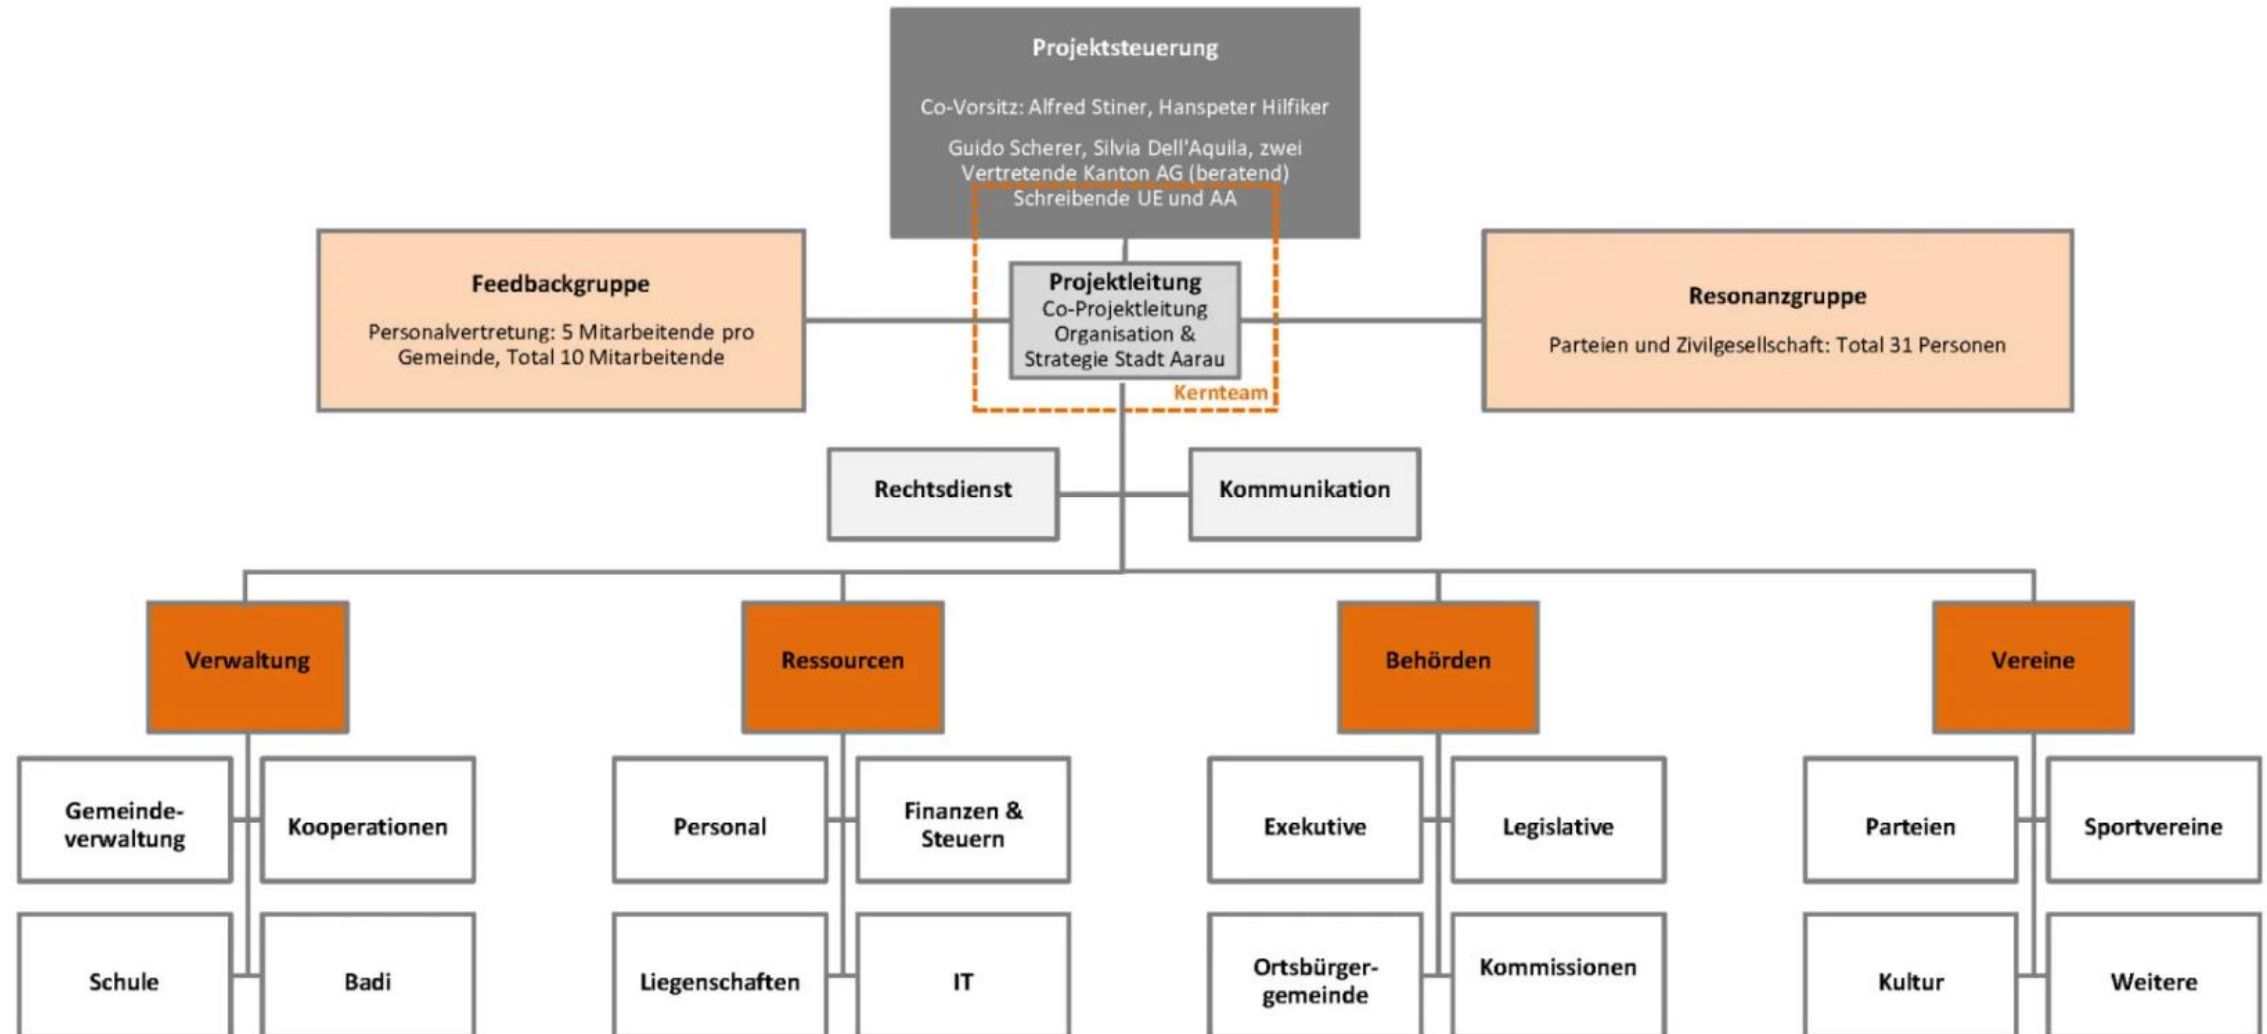 Projektsteuerung
Co-Vorsitz: Alfred Stiner, Hanspeter Hilfiker
Guido Scherer, Silvia Dell'Aquila, zwei
Vertretende Kanton AG (beratend)
Schreibende UE und AA
Feedbackgruppe
Personalvertretung: 5 Mitarbeitende pro
Gemeinde, Total 10 Mitarbeitende
Projektleitung
Co-Projektleitung
Organisation &
Strategie Stadt Aarau
Kernteam
Resonanzgruppe
Parteien und Zivilgesellschaft: Total 31 Personen
Rechtsdienst
Kommunikation
Verwaltung
Ressourcen
Behörden
Vereine
Gemeinde-
verwaltung
Kooperationen
Personal
Finanzen &
Steuern
Exekutive
Legislative
Parteien
Sportvereine
Schule
Badi
Liegenschaften
IT
Ortsbürger-
gemeinde
Kommissionen
Kultur
Weitere